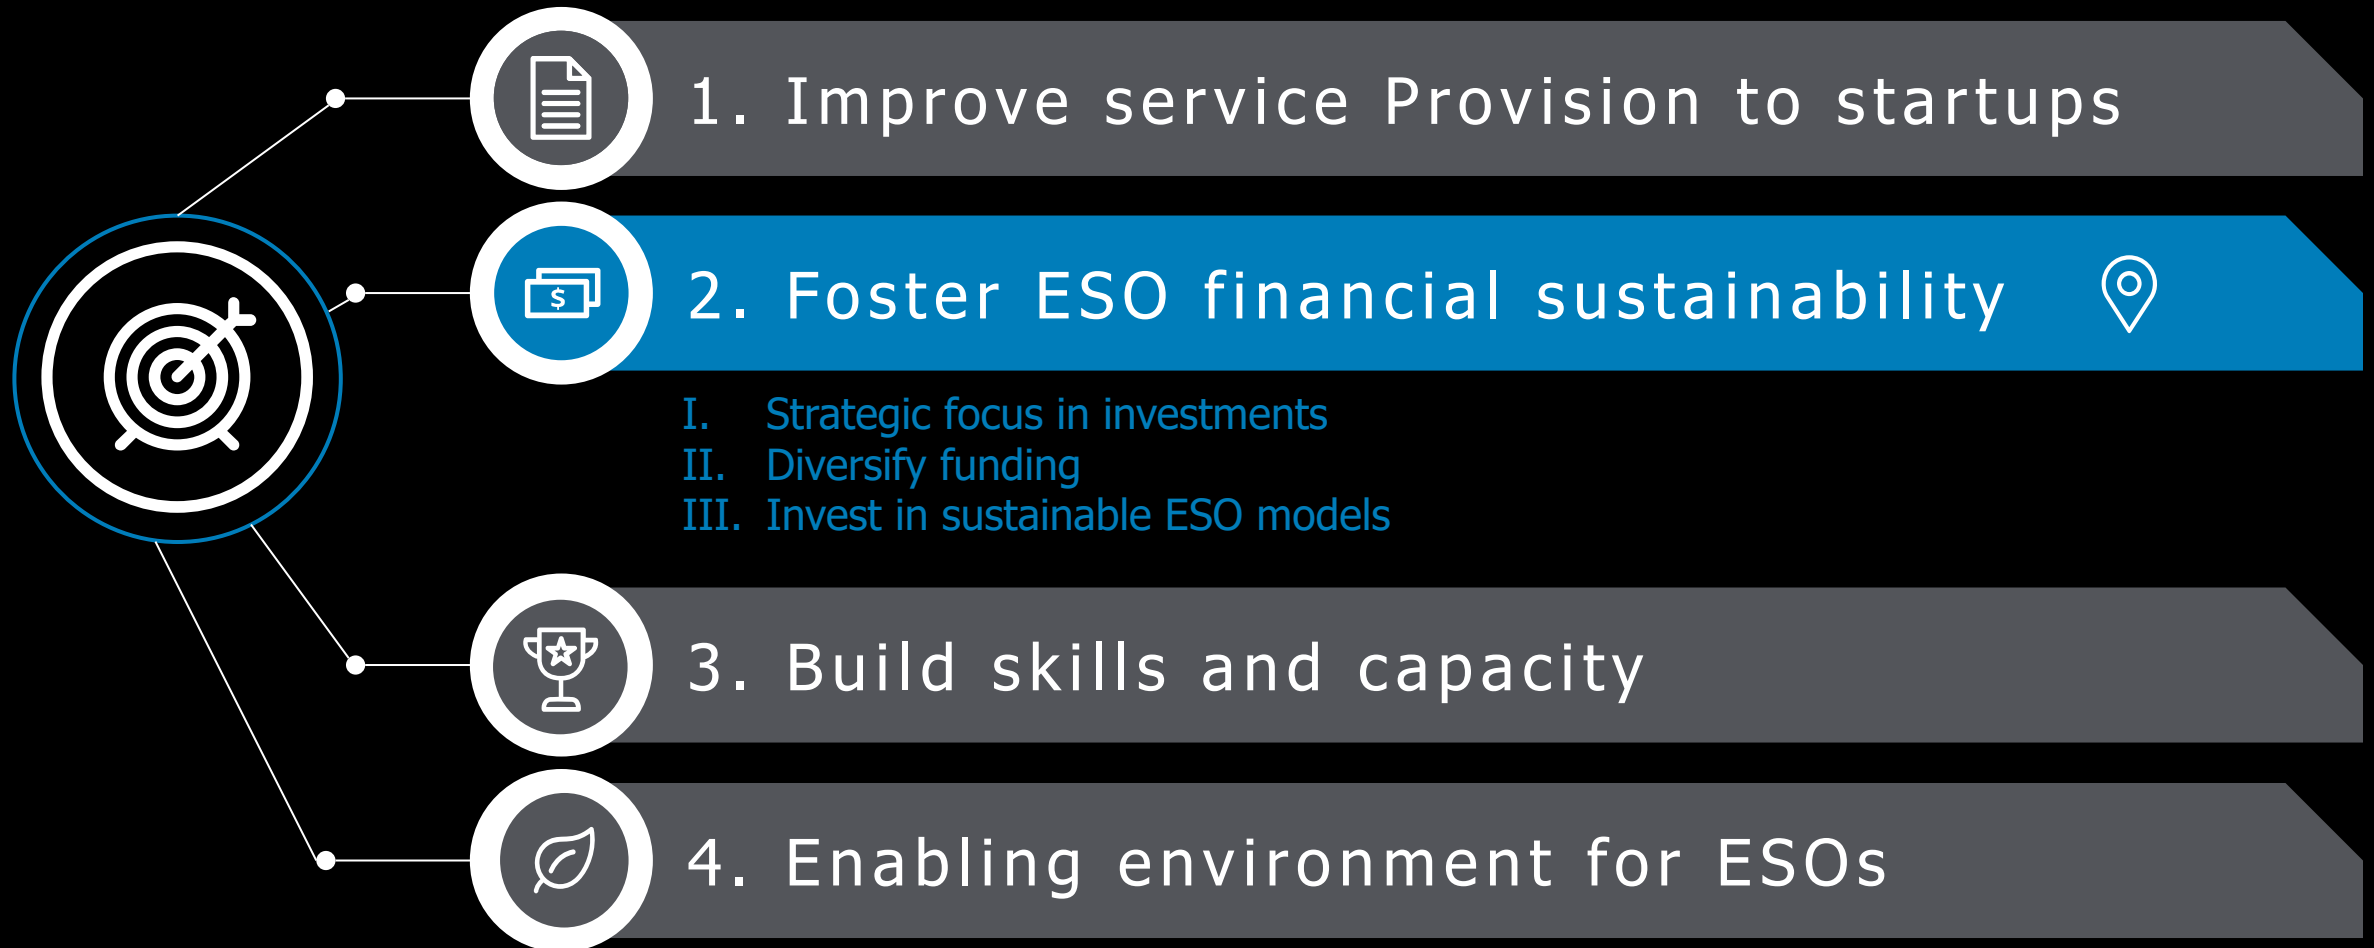 1. Improve service Provision to startups
$
2. Foster ESO financial sustainability
I. Strategic focus in investments
II. Diversify funding
III. Invest in sustainable ESO models
3. Build skills and capacity
4. Enabling environment for ESOs